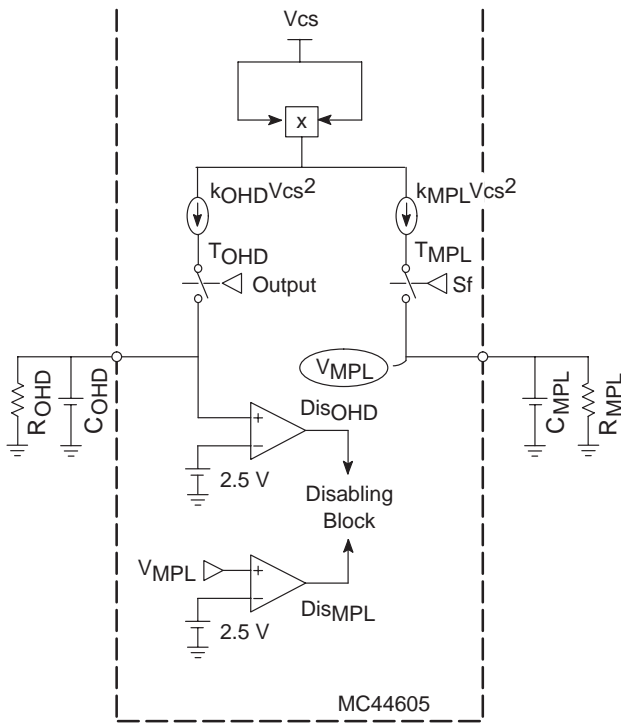 Vcs
x
kOHDVcs2
kMPLVcs2
TOHD
TMPL
Output
Sf
VMPL
ROHD
COHD
CMPL
RMPL
DisOHD
+
–
2.5 V
Disabling
Block
VMPL
+
–
DisMPL
2.5 V
MC44605